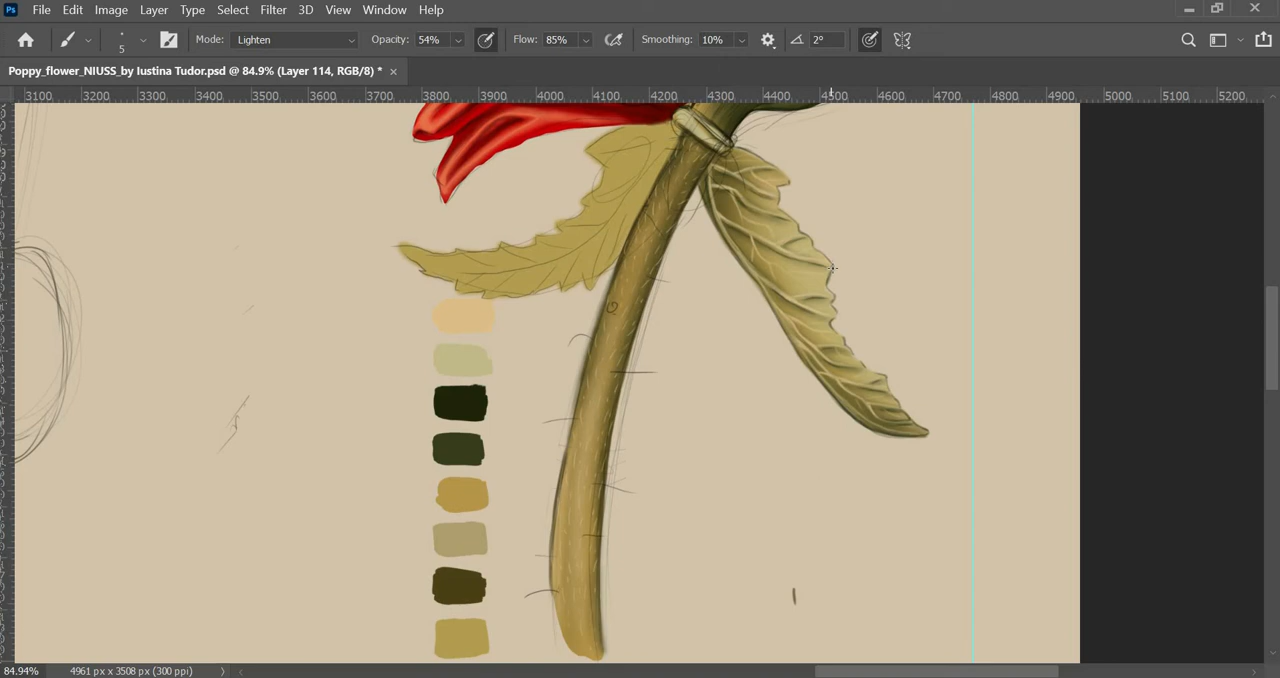 Ps File Edit Image Layer Type Select Filter 3D View Window Help
5 Mode: Lighten Opacity: 54% Flow: 85% Smoothing: 10% 2°
Poppy_flower_NIUSS_by Iustina Tudor.psd @ 84.9% (Layer 114, RGB/8) *
3100 3200 3300 3400 3500 3600 3700 3800 3900 4000 4100 4200 4300 4400 4500 4600 4700 4800 4900 5000 5100 5200
84.94% 4961 px x 3508 px (300 ppi)